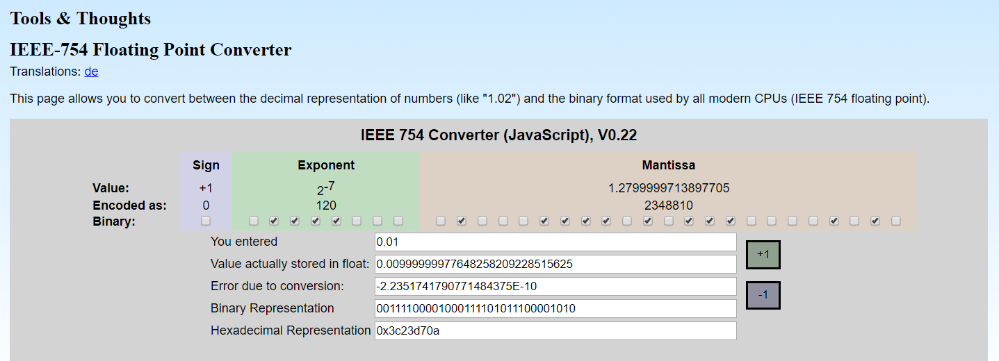 Tools & Thoughts
IEEE-754 Floating Point Converter
Translations: de
This page allows you to convert between the decimal representation of numbers (like "1.02") and the binary format used by all modern CPUs (IEEE 754 floating point).
IEEE 754 Converter (JavaScript), V0.22
Sign Exponent Mantissa
Value: +1 2-7 1.2799999713897705
Encoded as: 0 120 2348810
Binary:
You entered 0.01
Value actually stored in float: 0.00999999977648258209228515625
+1
Error due to conversion: -2.2351741790771484375E-10
Binary Representation 00111100001000111101011100001010
-1
Hexadecimal Representation 0x3c23d70a